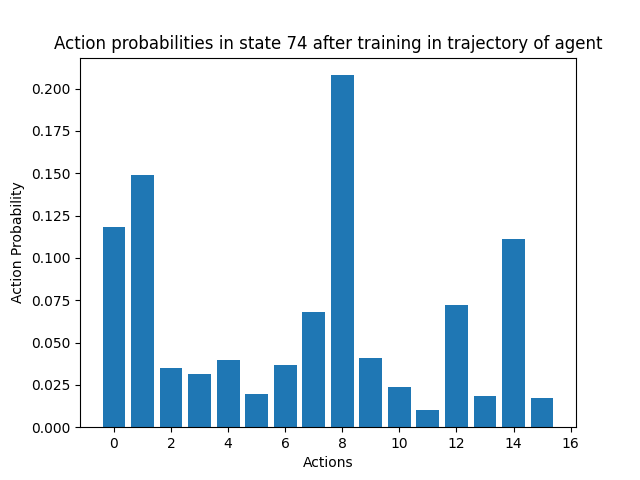 Action probabilities in state 74 after training in trajectory of agent
0.200
0.175
0.150
0.125
0.100
0.075
0.050
0.025
0.000
Action Probability
0 2 4 6 8 10 12 14 16
Actions